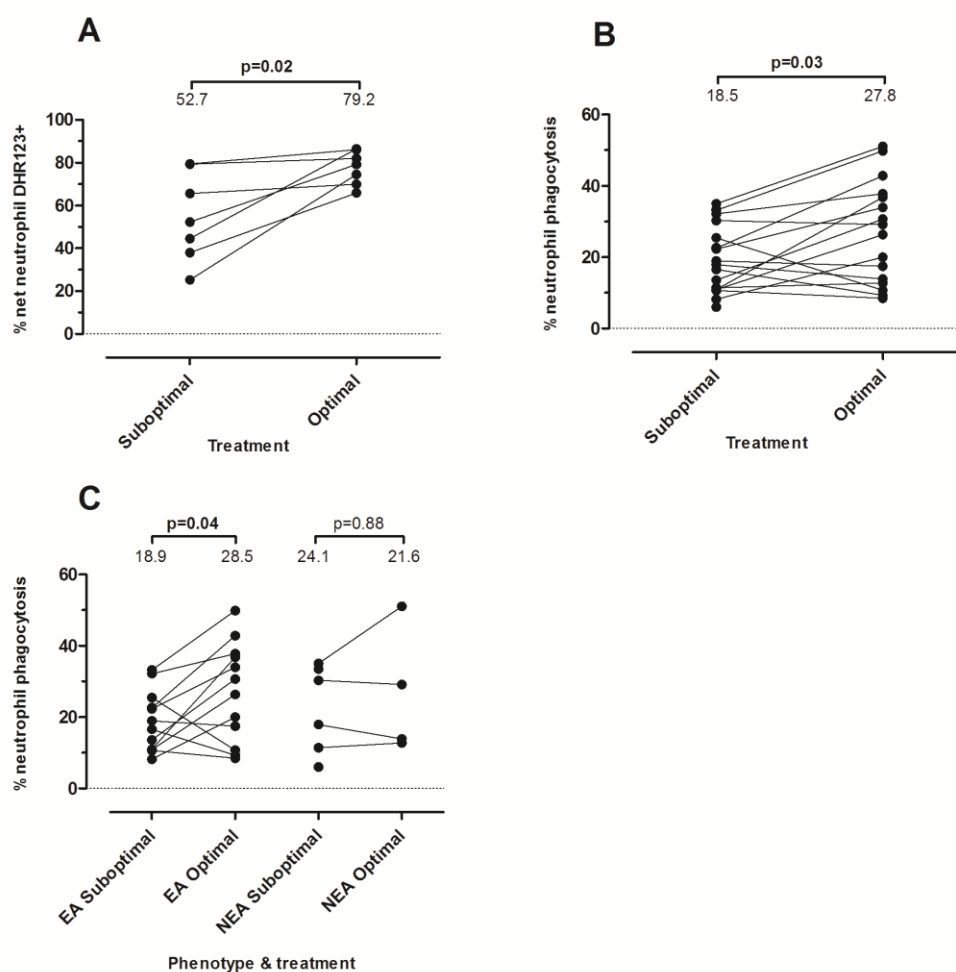 A
p=0.02
52.7 79.2
% net neutrophil DHR123+
100
80
60
40
20
0
Suboptimal
Optimal
Treatment
B
p=0.03
18.5 27.8
% neutrophil phagocytosis
60
40
20
0
Suboptimal
Optimal
Treatment
C
p=0.04 p=0.88
18.9 28.5 24.1 21.6
% neutrophil phagocytosis
60
40
20
0
EA Suboptimal
EA Optimal
NEA Suboptimal
NEA Optimal
Phenotype & treatment